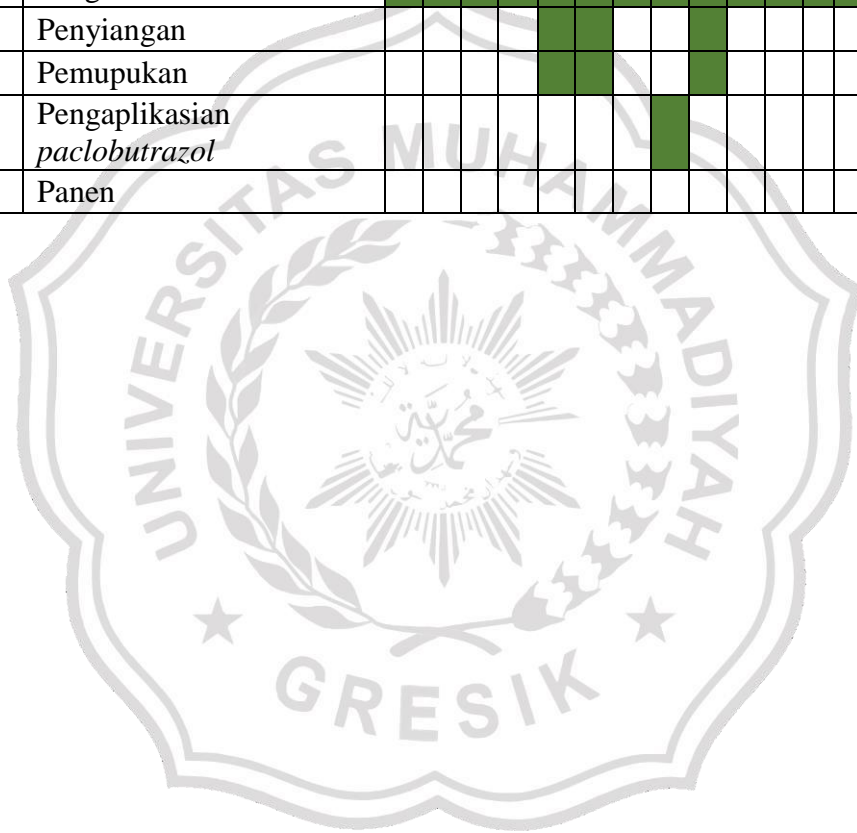 Penyiangan
Pemupukan
Pengaplikasian
paclobutrazol
Panen
UNIVERSITAS MUHAMMADIYAH
GRESIK